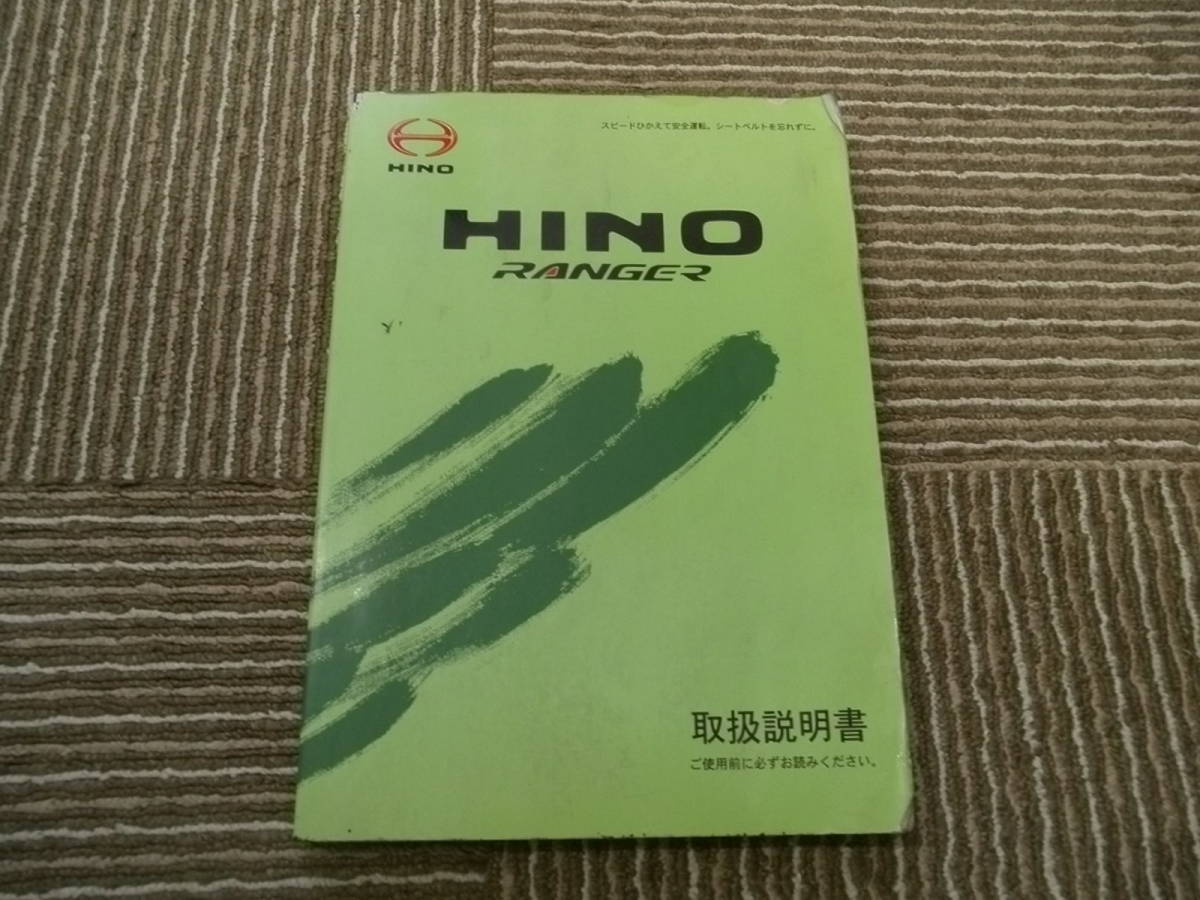 スピードひかえて安全運転。シートベルトを忘れずに。
HINO
HINO
RANGER
取扱説明書
ご使用前に必ずお読みください。